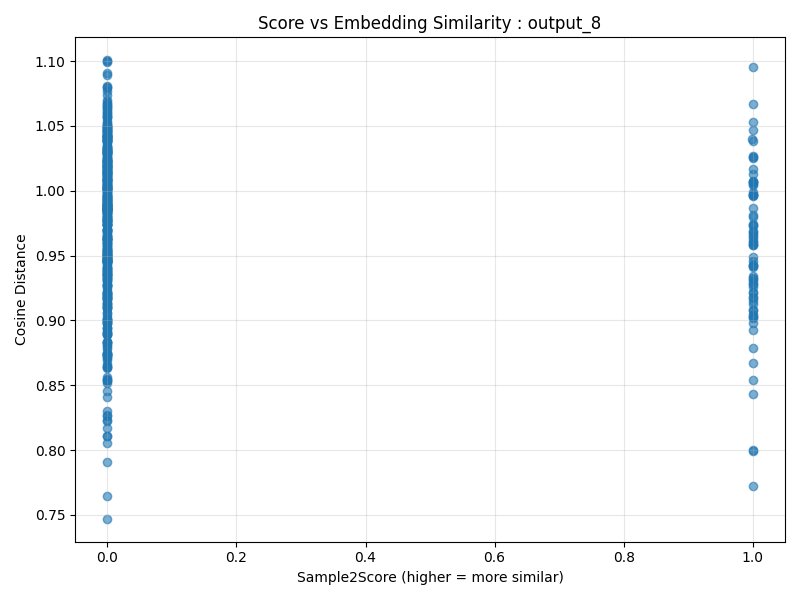 Score vs Embedding Similarity : output_8
1.10
1.05
1.00
0.95
0.90
0.85
0.80
0.75
Cosine Distance
0.0 0.2 0.4 0.6 0.8 1.0
Sample2Score (higher = more similar)